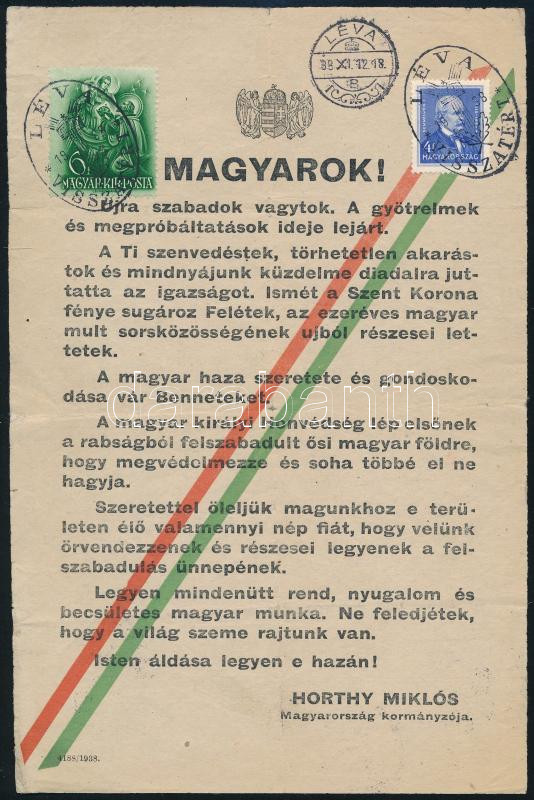 LÉVA
38 XI. 12. 18.
B
LÉVA
VISSZATÉRT
LÉVA
6f
MAGYAR·KIR·POSTA
4f
MAGYARORSZÁG
MAGYAROK!
Ujra szabadok vagytok. A gyötrelmek
és megpróbáltatások ideje lejárt.
A Ti szenvedéstek, törhetetlen akarás-
tok és mindnyájunk küzdelme diadalra jut-
tatta az igazságot. Ismét a Szent Korona
fénye sugároz Felétek, az ezeréves magyar
mult sorsközösségének ujból részesei let-
tetek.
A magyar haza szeretete és gondosko-
dása vár Benneteket.
darabanth
A magyar királyi Honvédség lép elsőnek
a rabságból felszabadult ősi magyar földre,
hogy megvédelmezze és soha többé el ne
hagyja.
Szeretettel öleljük magunkhoz e terü-
leten élő valamennyi nép fiát, hogy velünk
örvendezzenek és részesei legyenek a fel-
szabadulás ünnepének.
Legyen mindenütt rend, nyugalom és
becsületes magyar munka. Ne feledjétek,
hogy a világ szeme rajtunk van.
Isten áldása legyen e hazán!
HORTHY MIKLÓS
Magyarország kormányzója.
4188/1938.